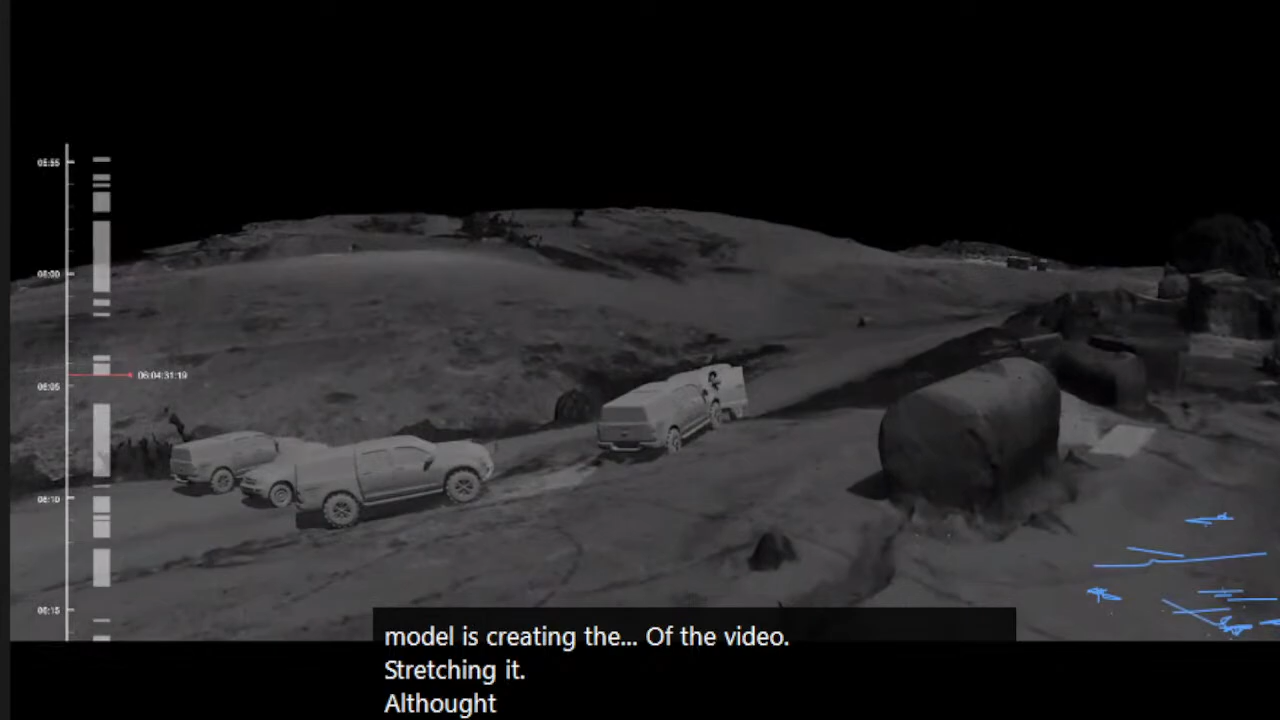 05:55
06:00
06:04:31:19
06:05
06:10
06:15
model is creating the... Of the video.
Stretching it.
Althought